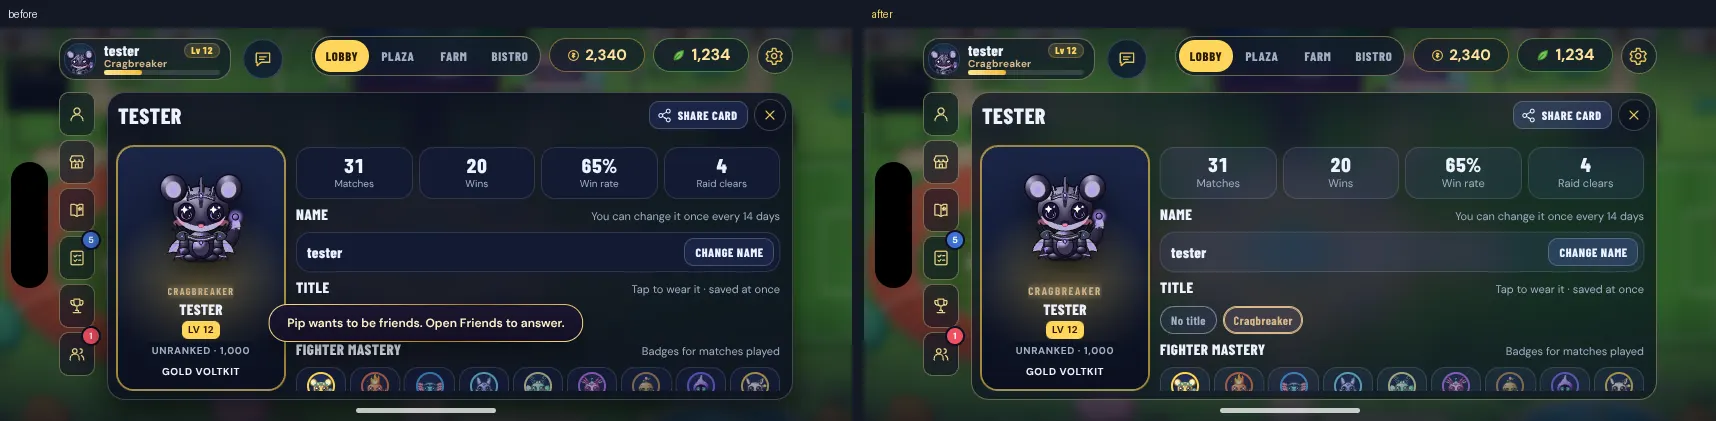 before
tester
Lv 12
Cragbreaker
LOBBY
PLAZA
FARM
BISTRO
2,340
1,234
TESTER
SHARE CARD
31
Matches
20
Wins
65%
Win rate
4
Raid clears
NAME
You can change it once every 14 days
tester
CHANGE NAME
5
TITLE
Tap to wear it · saved at once
CRAGBREAKER
TESTER
LV 12
UNRANKED · 1,000
GOLD VOLTKIT
Pip wants to be friends. Open Friends to answer.
1
FIGHTER MASTERY
Badges for matches played
after
tester
Lv 12
Cragbreaker
LOBBY
PLAZA
FARM
BISTRO
2,340
1,234
TESTER
SHARE CARD
31
Matches
20
Wins
65%
Win rate
4
Raid clears
NAME
You can change it once every 14 days
tester
CHANGE NAME
5
TITLE
Tap to wear it · saved at once
No title
Cragbreaker
CRAGBREAKER
TESTER
LV 12
UNRANKED · 1,000
GOLD VOLTKIT
1
FIGHTER MASTERY
Badges for matches played